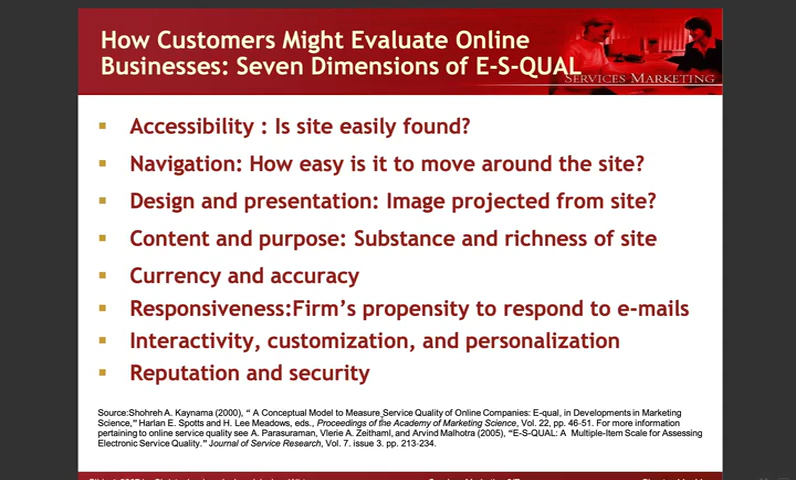 How Customers Might Evaluate Online
Businesses: Seven Dimensions of E-S-QUAL
SERVICES MARKETING
Accessibility : Is site easily found?
Navigation: How easy is it to move around the site?
Design and presentation: Image projected from site?
Content and purpose: Substance and richness of site
Currency and accuracy
Responsiveness:Firm's propensity to respond to e-mails
Interactivity, customization, and personalization
Reputation and security
Source:Shohreh A. Kaynama (2000), “ A Conceptual Model to Measure Service Quality of Online Companies: E-qual, in Developments in Marketing
Science,” Harlan E. Spotts and H. Lee Meadows, eds., Proceedings of the Academy of Marketing Science, Vol. 22, pp. 46-51. For more information
pertaining to online service quality see A. Parasuraman, Vlerie A. Zeithaml, and Arvind Malhotra (2005), “E-S-QUAL: A Multiple-Item Scale for Assessing
Electronic Service Quality.” Journal of Service Research, Vol. 7. issue 3. pp. 213-234.